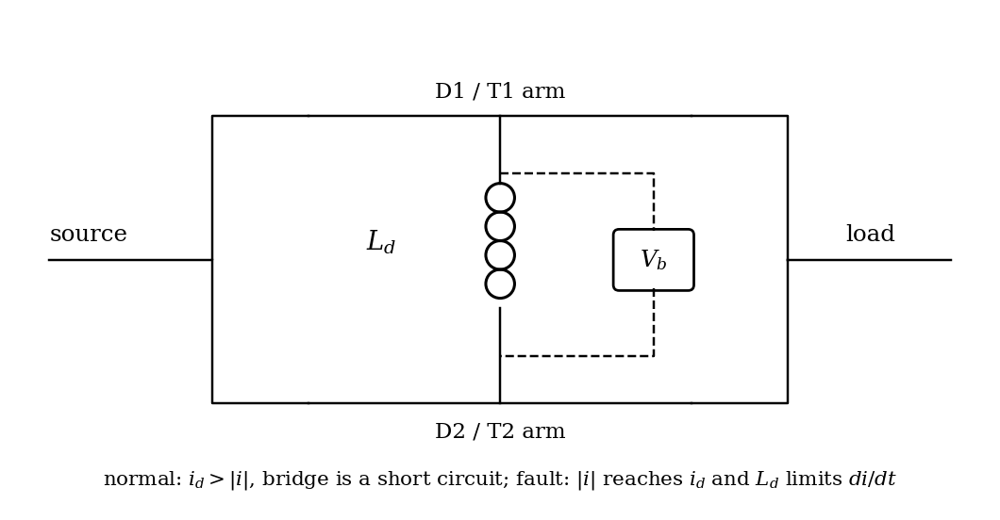 D1 / T1 arm
source
L_d
V_b
load
D2 / T2 arm
normal: i_d > |i|, bridge is a short circuit; fault: |i| reaches i_d and L_d limits di/dt